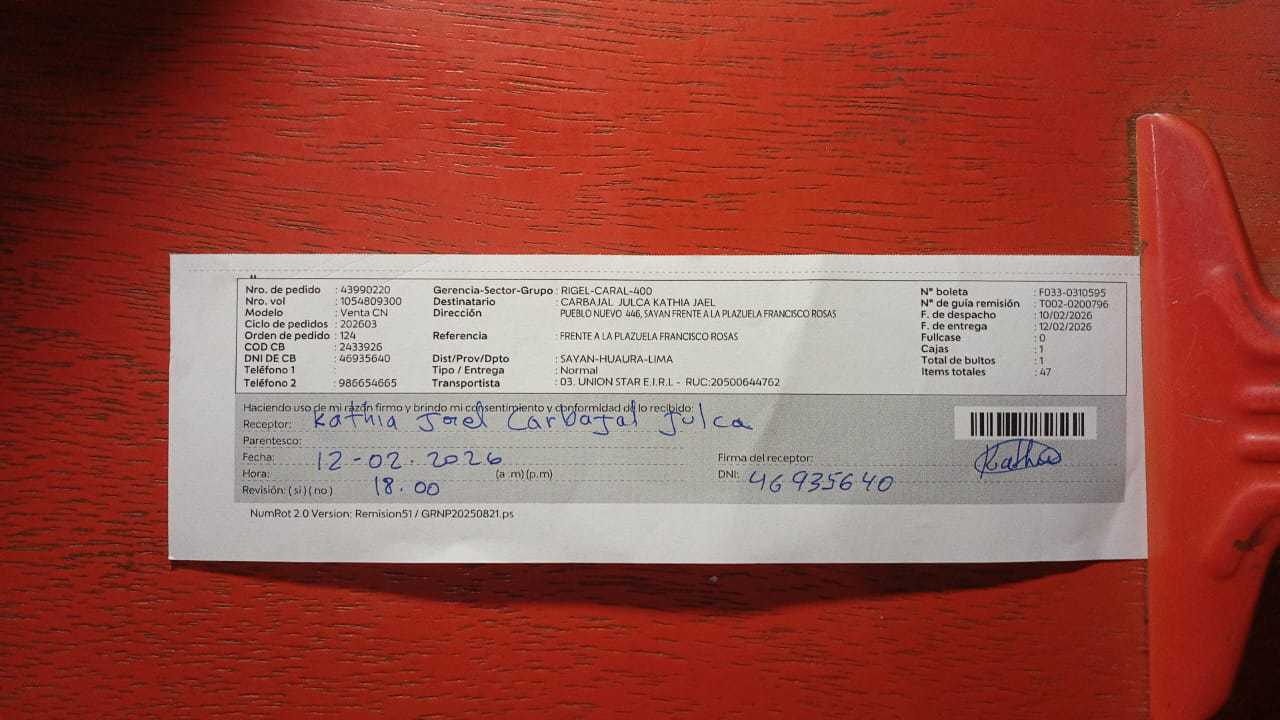 Nro. de pedido : 43990220
Nro. vol : 1054809300
Modelo : Venta CN
Ciclo de pedidos : 202603
Orden de pedido : 124
COD CB : 2433926
DNI DE CB : 46935640
Teléfono 1 :
Teléfono 2 : 986654665
Gerencia-Sector-Grupo : RIGEL-CARAL-400
Destinatario : CARBAJAL JULCA KATHIA JAEL
Dirección : PUEBLO NUEVO 446, SAYAN FRENTE A LA PLAZUELA FRANCISCO ROSAS
Referencia : FRENTE A LA PLAZUELA FRANCISCO ROSAS
Dist/Prov/Dpto : SAYAN-HUAURA-LIMA
Tipo / Entrega : Normal
Transportista : 03. UNION STAR E.I.R.L - RUC:20500644762
N° boleta : F033-0310595
N° de guía remisión : T002-0200796
F. de despacho : 10/02/2026
F. de entrega : 12/02/2026
Fullcase : 0
Cajas : 1
Total de bultos : 1
Items totales : 47
Haciendo uso de mi razón firmo y brindo mi consentimiento y conformidad de lo recibido:
Receptor: Kathia Jael Carbajal Julca
Parentesco:
Fecha: 12-02.2026
Hora: (a .m) (p.m)
Revisión: ( si ) ( no ) 18.00
Firma del receptor: Kathia
DNI: 46935640
NumRot 2.0 Version: Remision51 / GRNP20250821.ps